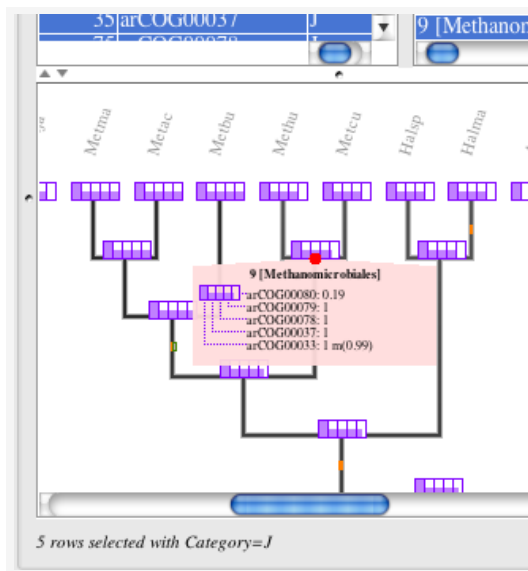 35 arCOG00037 J
9 [Methanom
Metma Metac Metbu Methu Metcu Halsp Halma
9 [Methanomicrobiales]
arCOG00080: 0.19
arCOG00079: 1
arCOG00078: 1
arCOG00037: 1
arCOG00033: 1 m(0.99)
5 rows selected with Category=J